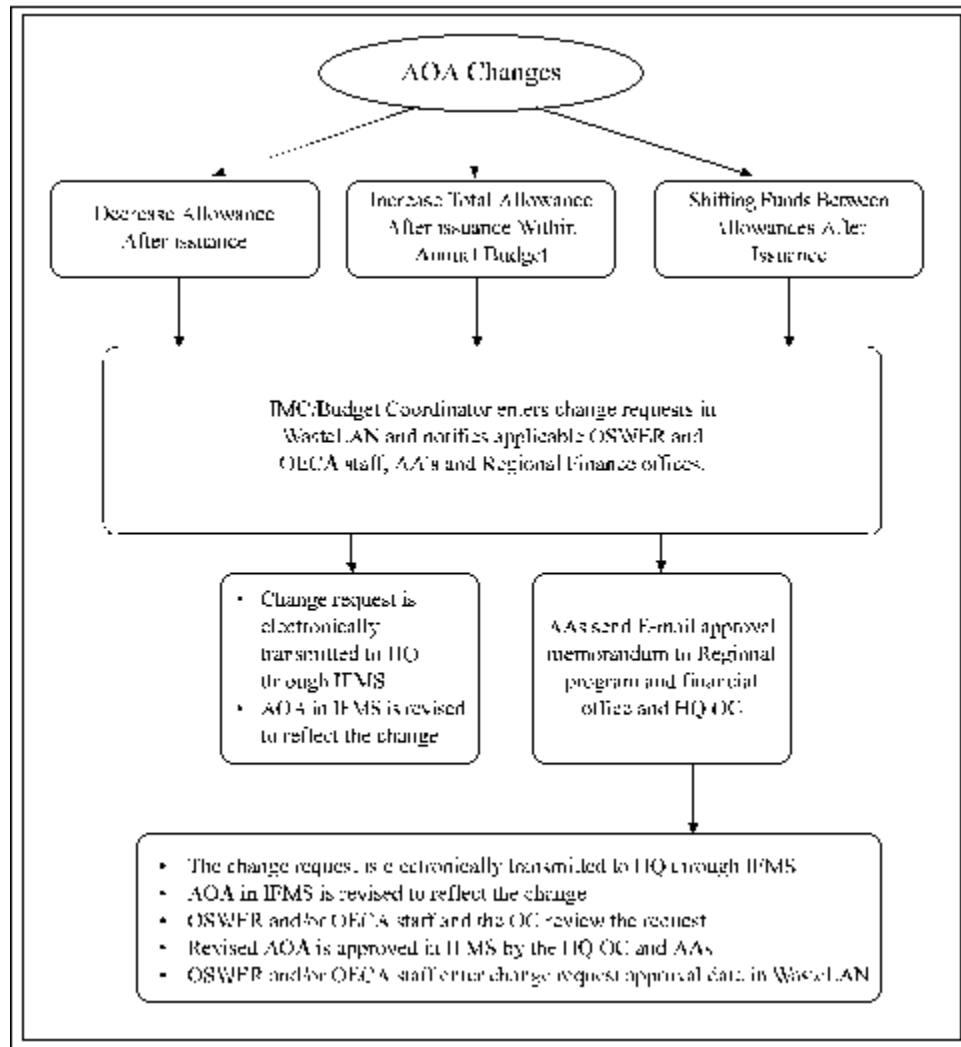 AOA Changes
Decrease Allowance
After issuance
Increase Total Allowance
After issuance Within
Annual Budget
Shifting Funds Between
Allowances After
Issuance
IMC/Budget Coordinator enters change requests in
WasteLAN and notifies applicable OSWER and
OECA staff, AA's and Regional Finance offices.
• Change request is
electronically
transmitted to HQ
through IFMS
• AOA in IFMS is revised
to reflect the change
AAs send E-mail approval
memorandum to Regional
program and financial
office and HQ OC
• The change request is electronically transmitted to HQ through IFMS
• AOA in IFMS is revised to reflect the change
• OSWER and/or OECA staff and the OC review the request
• Revised AOA is approved in IFMS by the HQ OC and AAs
• OSWER and/or OECA staff enter change request approval data in WasteLAN